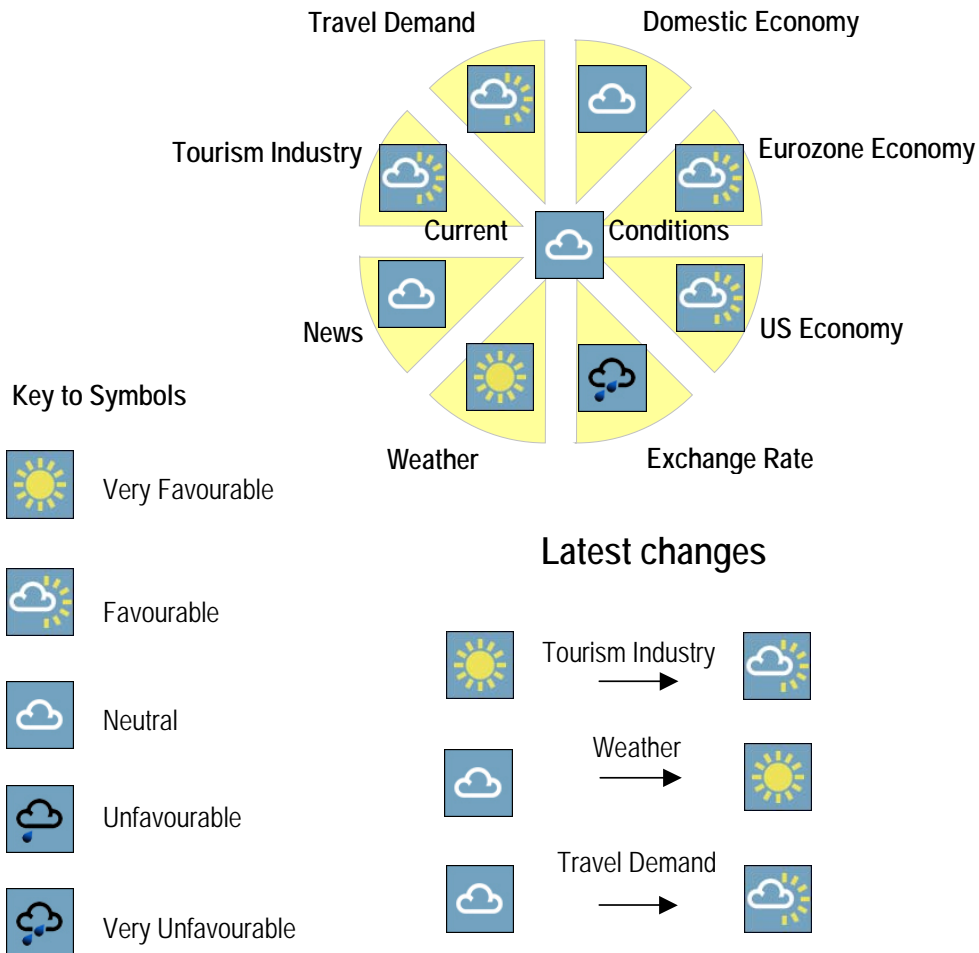 Travel Demand
Domestic Economy
Tourism Industry
Eurozone Economy
Current
Conditions
News
US Economy
Key to Symbols
Weather
Exchange Rate
Very Favourable
Latest changes
Favourable
Tourism Industry
Neutral
Weather
Unfavourable
Travel Demand
Very Unfavourable